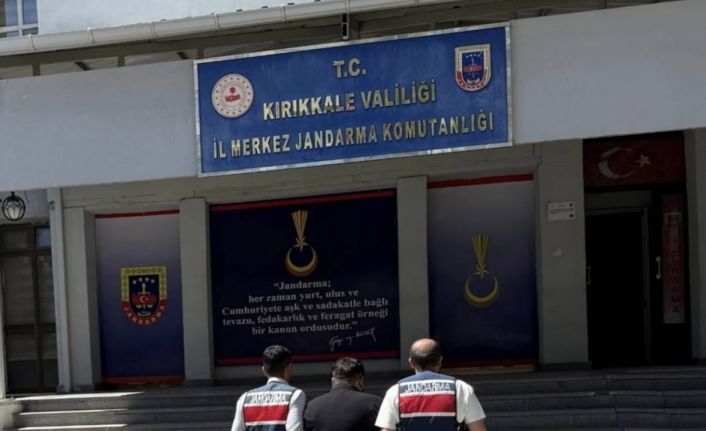 T.C.
KIRIKKALE VALİLİĞİ
İL MERKEZ JANDARMA KOMUTANLIĞI
"Jandarma;
her zaman yurt, ulus ve
Cumhuriyete aşk ve sadakatle bağlı
tevazu, fedakarlık ve feragat örneği
bir kanun ordusudur."
JANDARMA
JANDARMA
JANDARMA